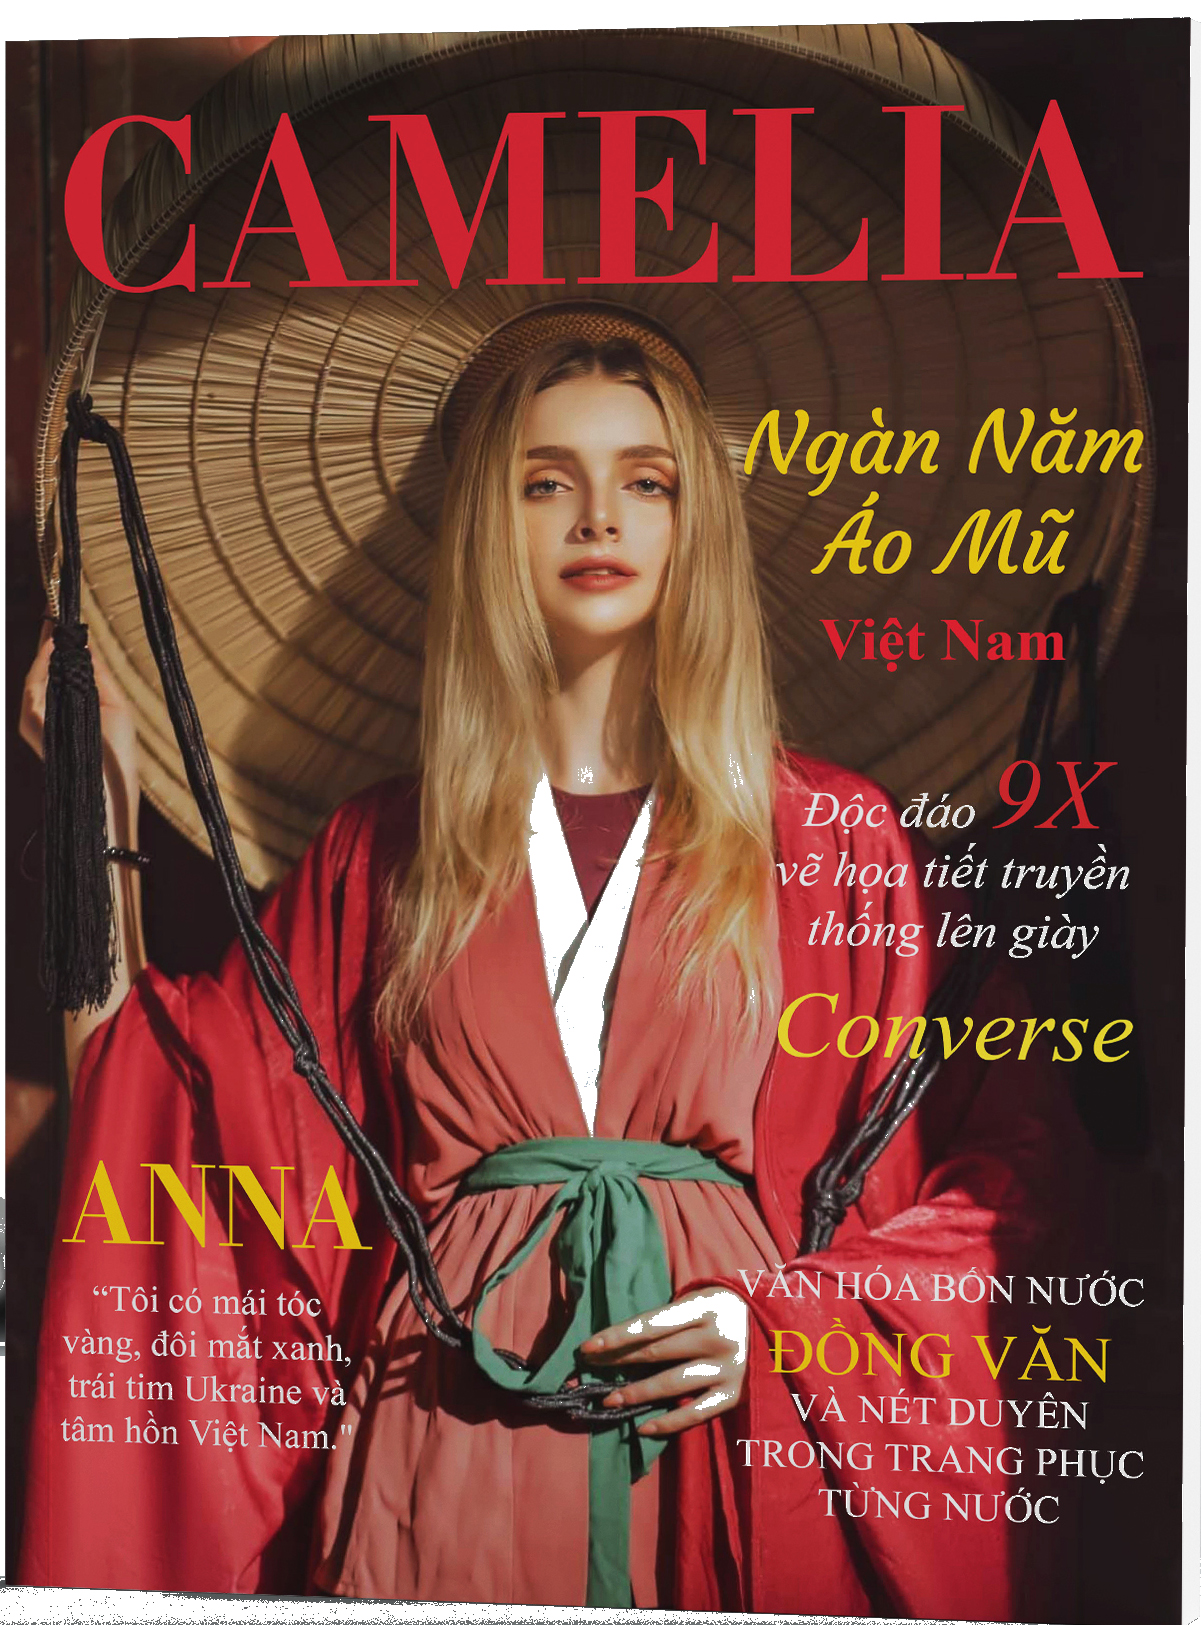 CAMELIA
Ngàn Năm
Áo Mũ
Việt Nam
Độc đáo 9X
vẽ họa tiết truyền
thống lên giày
Converse
ANNA
“Tôi có mái tóc
vàng, đôi mắt xanh,
trái tim Ukraine và
tâm hồn Việt Nam."
VĂN HÓA BỐN NƯỚC
ĐỒNG VĂN
VÀ NÉT DUYÊN
TRONG TRANG PHỤC
TỪNG NƯỚC